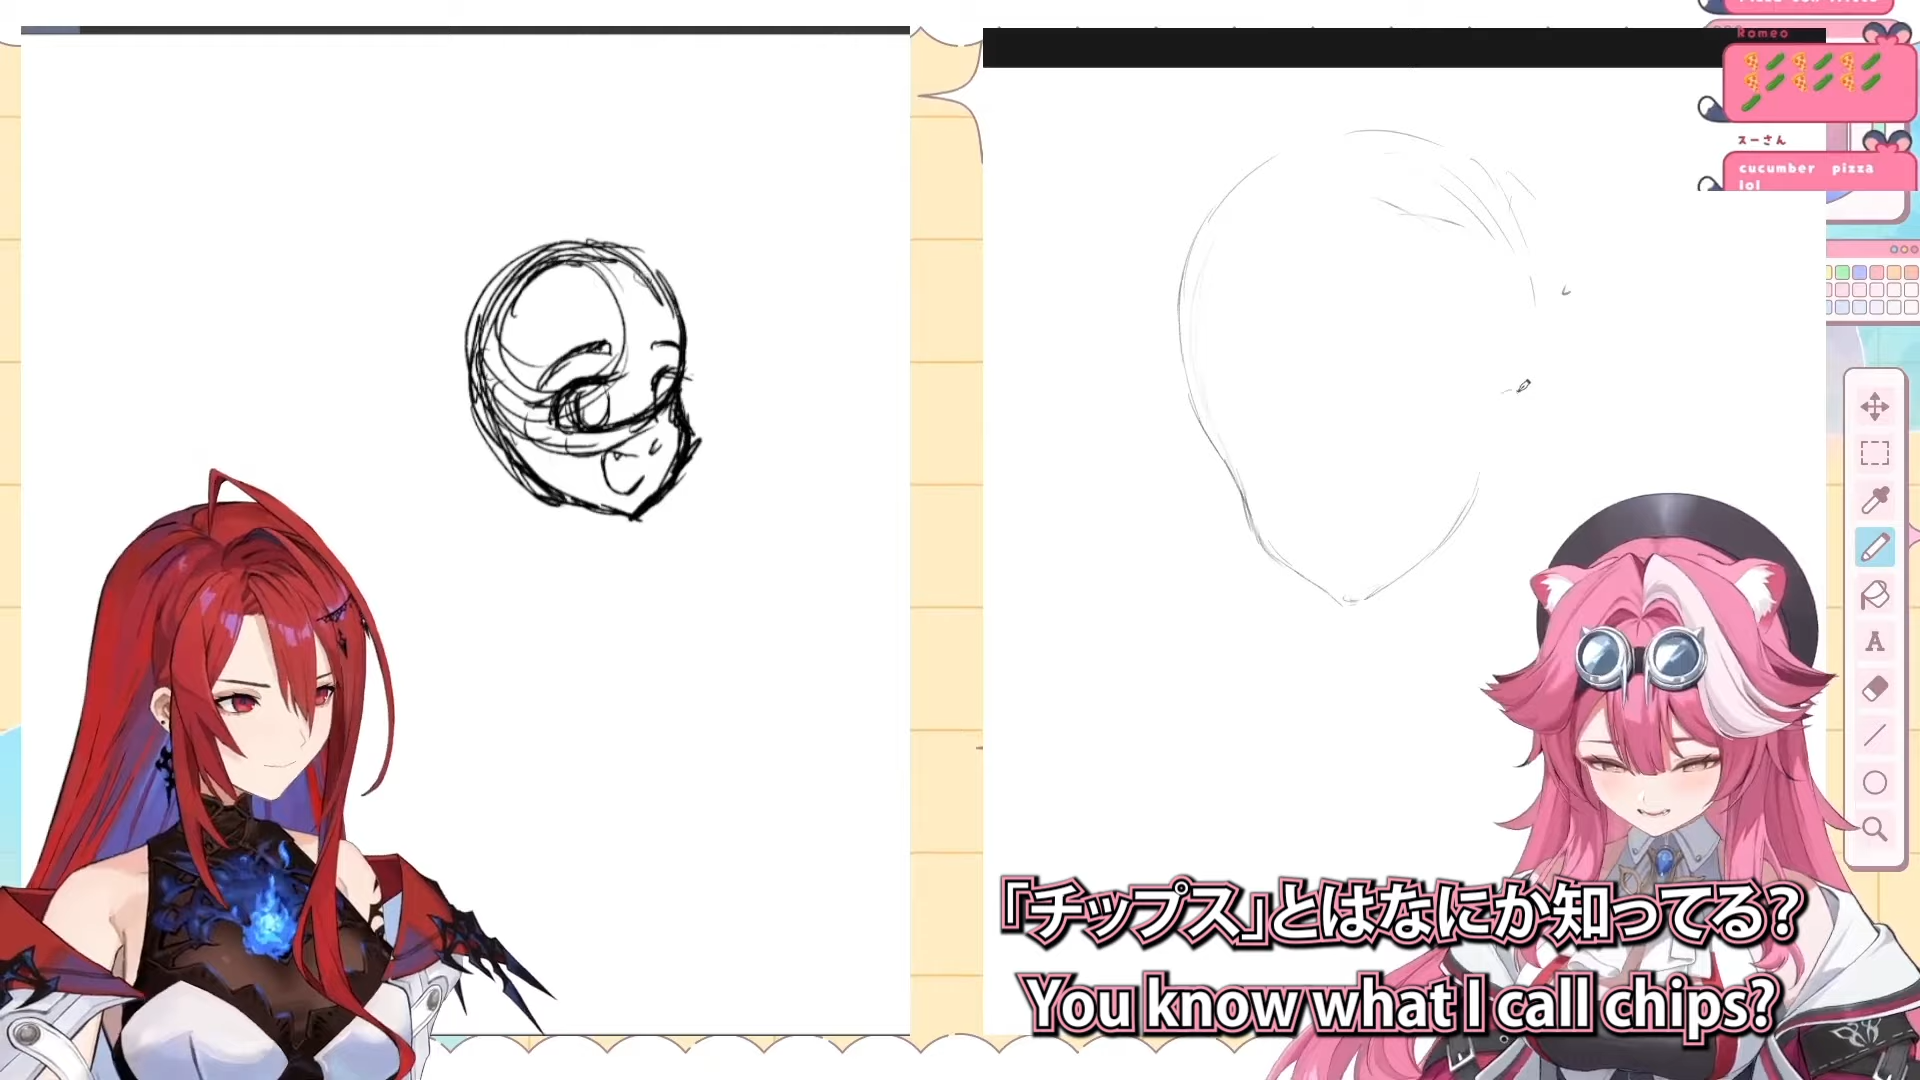 Romeo
スーさん
cucumber pizza
lol
A
「チップス」とはなにか知ってる?
You know what I call chips?